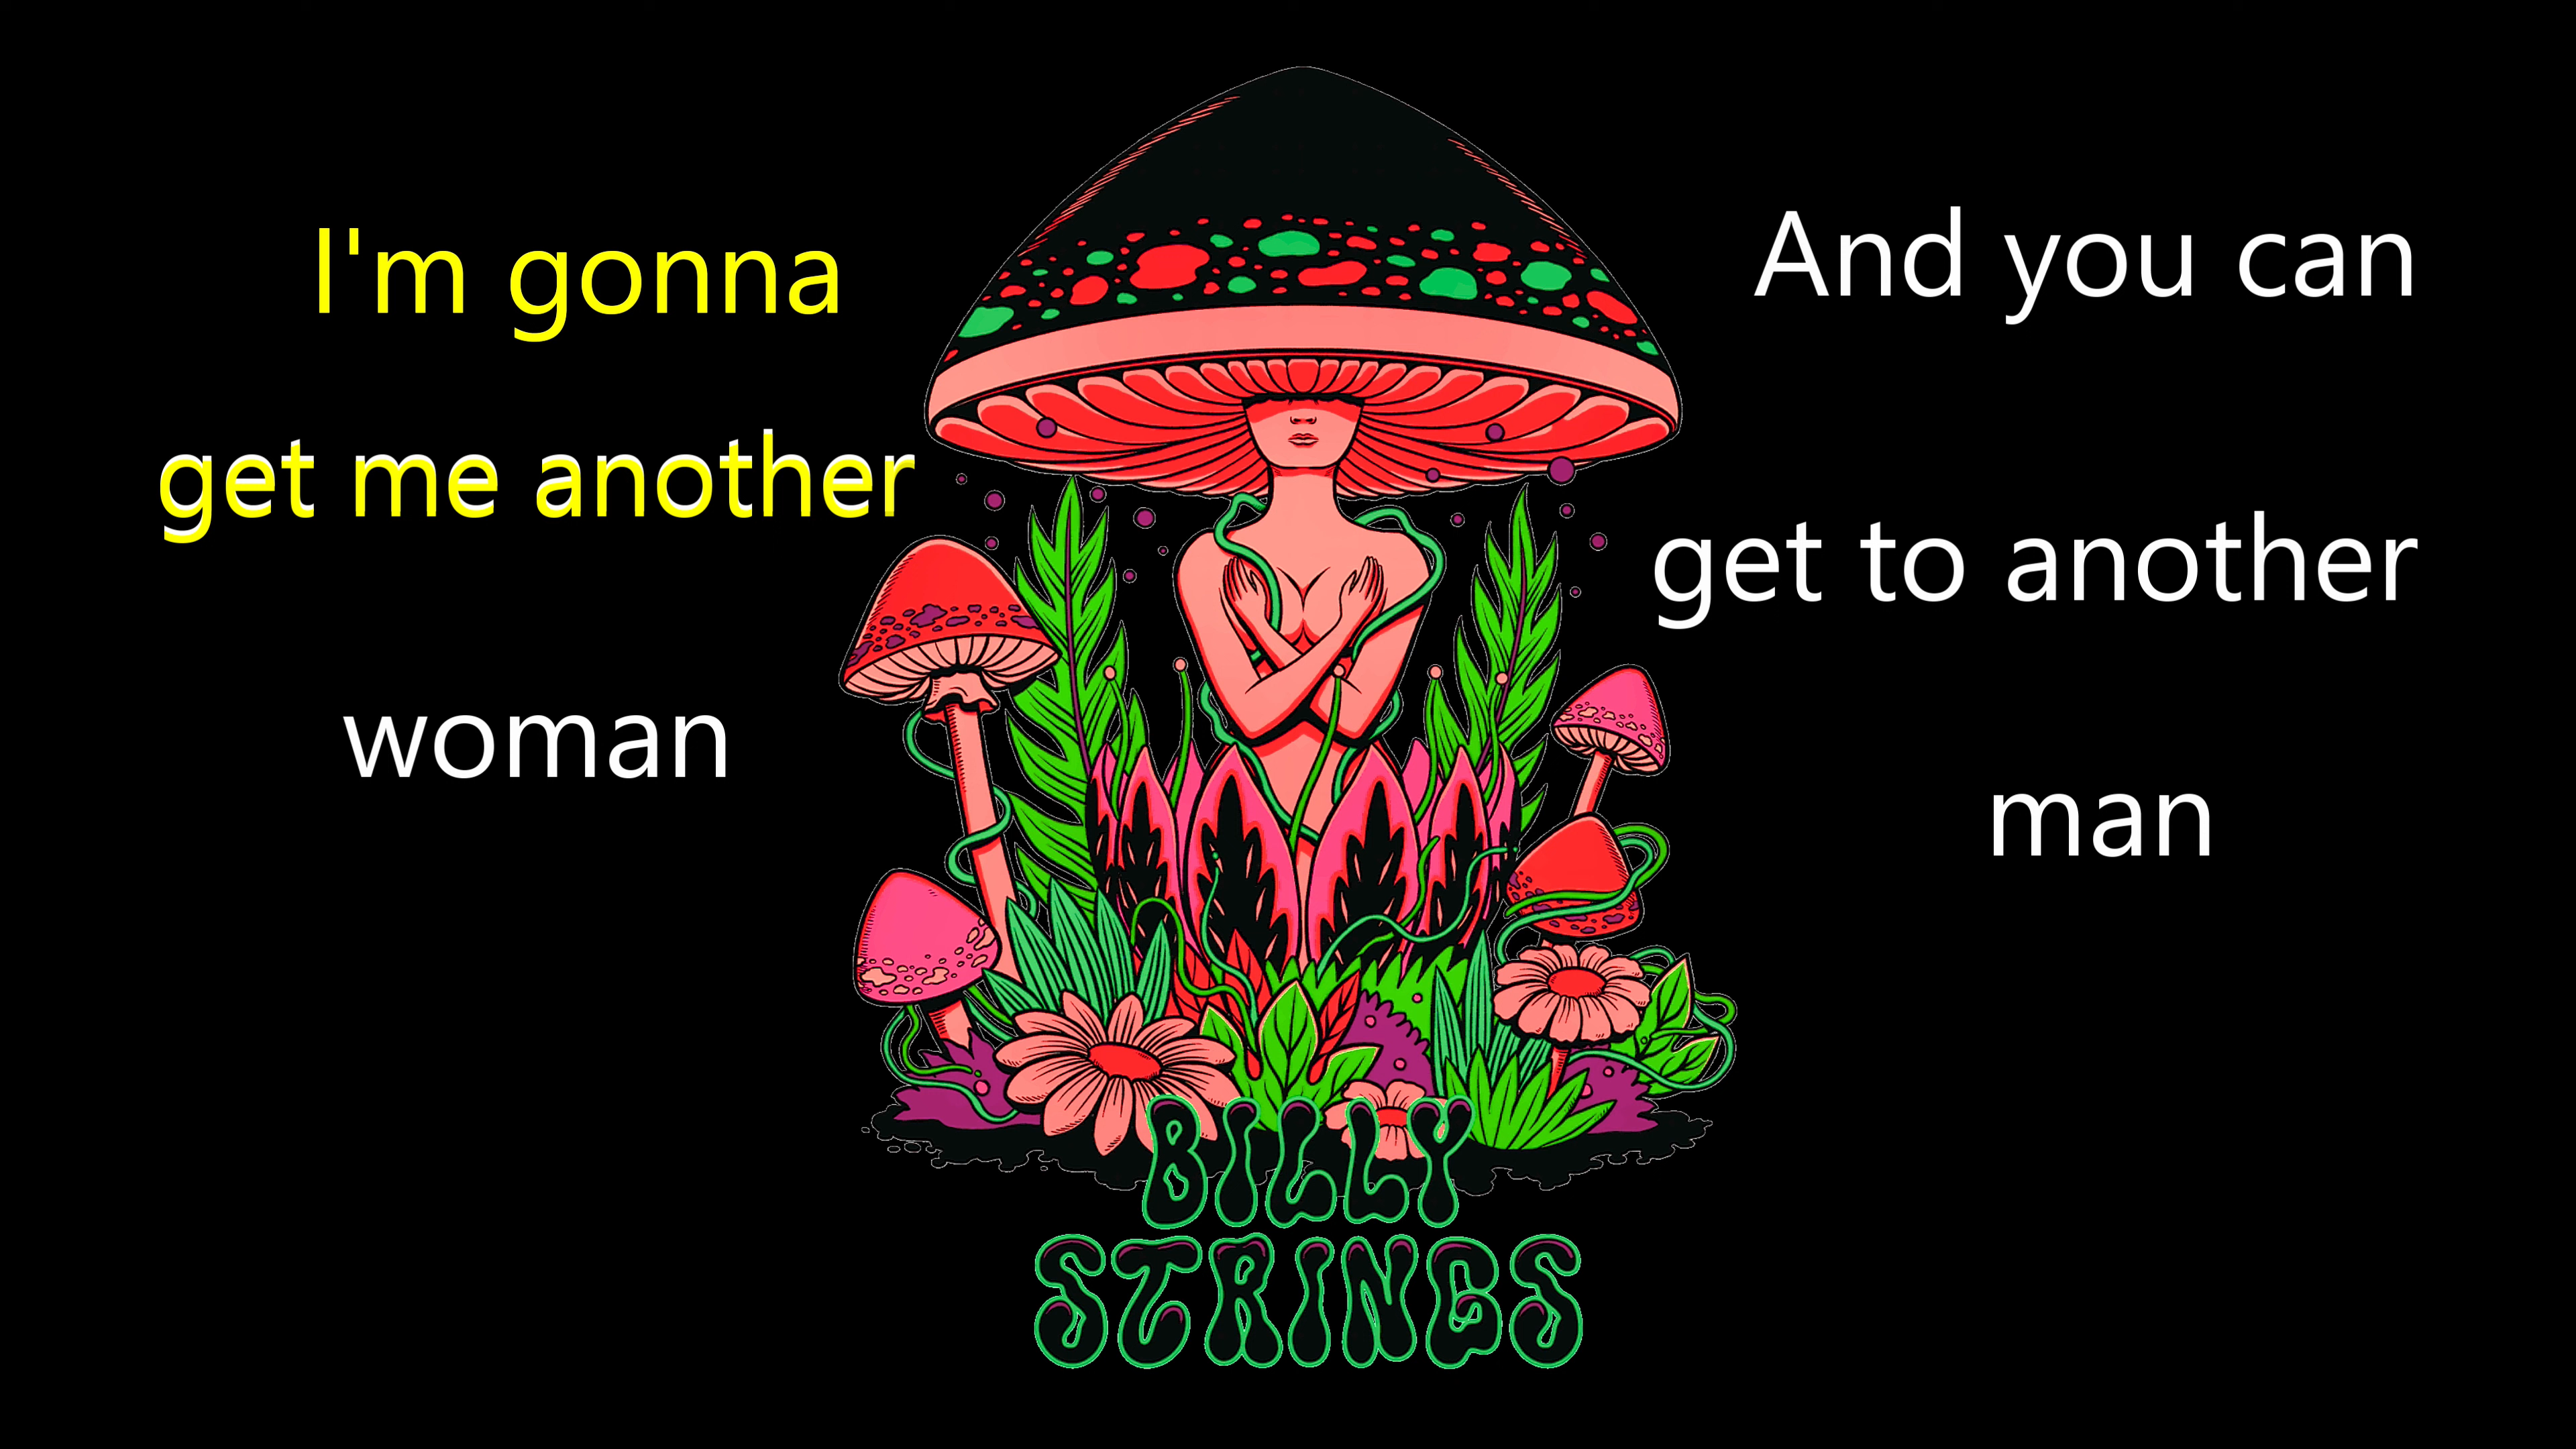 I'm gonna
get me another
woman
And you can
get to another
man
BILLY
STRINGS